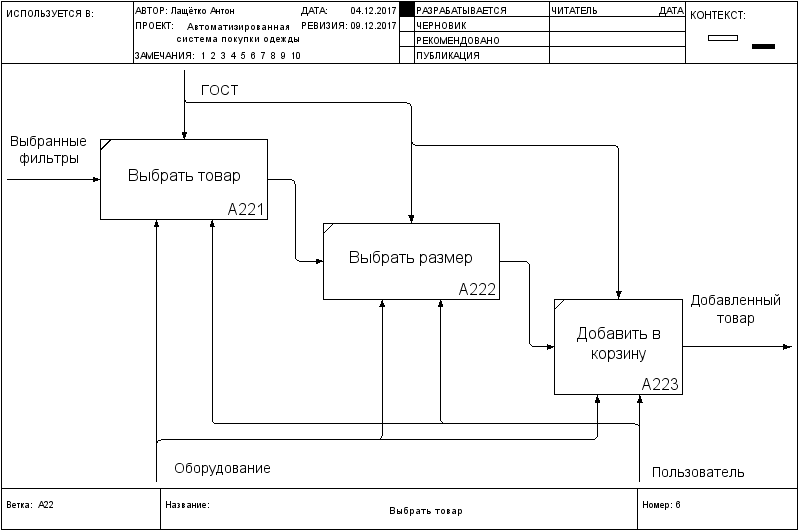 ИСПОЛЬЗУЕТСЯ В:
АВТОР: Лащётко Антон
ДАТА: 04.12.2017
ПРОЕКТ: Автоматизированная
система покупки одежды
РЕВИЗИЯ: 09.12.2017
ЗАМЕЧАНИЯ: 1 2 3 4 5 6 7 8 9 10
РАЗРАБАТЫВАЕТСЯ
ЧЕРНОВИК
РЕКОМЕНДОВАНО
ПУБЛИКАЦИЯ
ЧИТАТЕЛЬ
ДАТА
КОНТЕКСТ:
ГОСТ
Выбранные
фильтры
Выбрать товар
A221
Выбрать размер
A222
Добавить в
корзину
A223
Добавленный
товар
Оборудование
Пользователь
Ветка: A22
Название:
Выбрать товар
Номер: 6